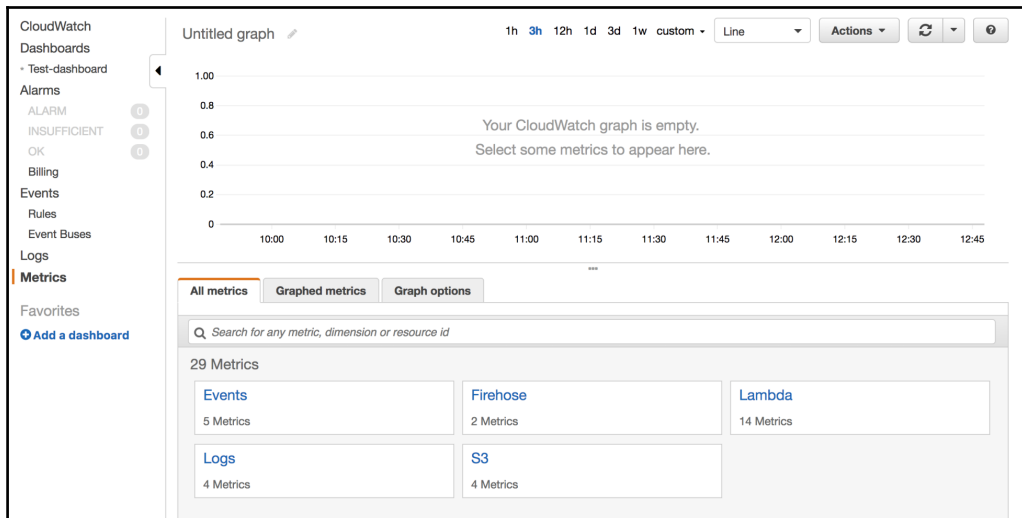 CloudWatch
Dashboards
Test-dashboard
Alarms
ALARM 0
INSUFFICIENT 0
OK 0
Billing
Events
Rules
Event Buses
Logs
Metrics
Favorites
Add a dashboard
Untitled graph
1h 3h 12h 1d 3d 1w custom Line Actions ?
1.00
0.8
0.6
0.4
0.2
0
Your CloudWatch graph is empty.
Select some metrics to appear here.
10:00 10:15 10:30 10:45 11:00 11:15 11:30 11:45 12:00 12:15 12:30 12:45
All metrics Graphed metrics Graph options
Search for any metric, dimension or resource id
29 Metrics
Events Firehose Lambda
5 Metrics 2 Metrics 14 Metrics
Logs S3
4 Metrics 4 Metrics